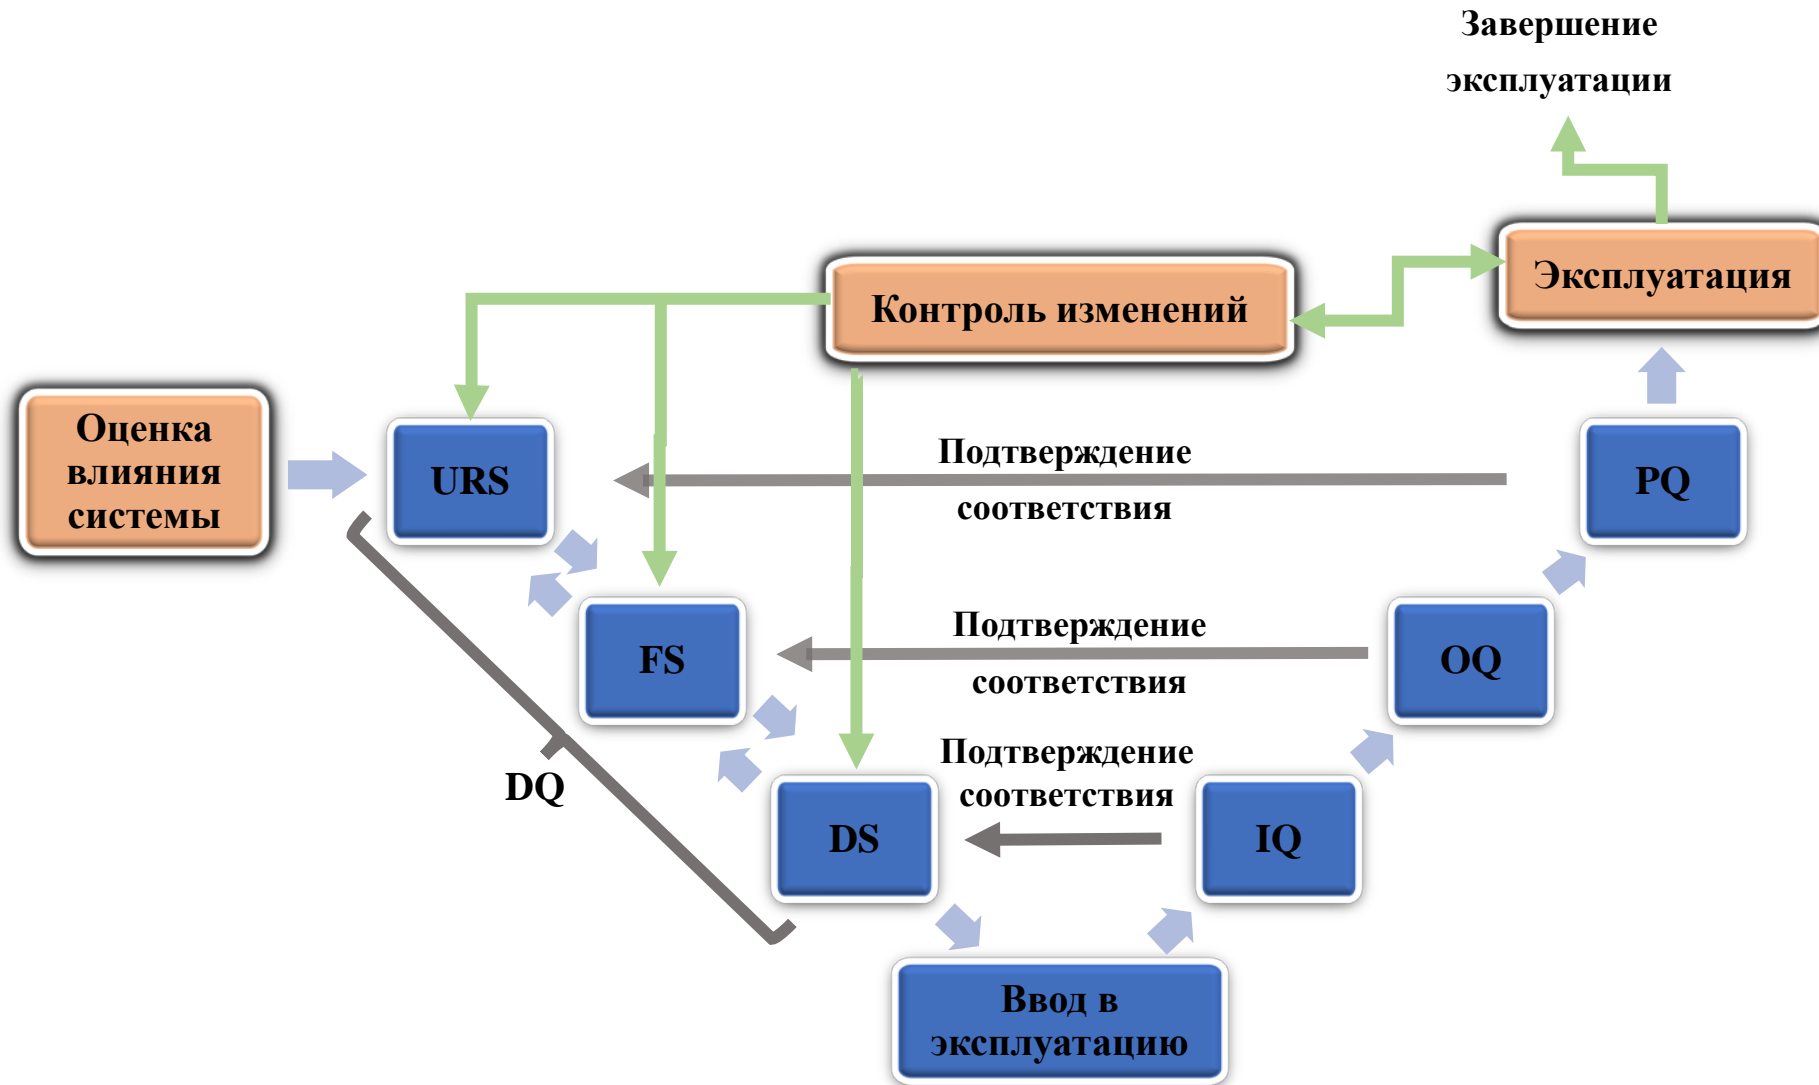 Завершение
эксплуатации
Эксплуатация
Контроль изменений
Оценка
влияния
системы
URS
Подтверждение
соответствия
PQ
FS
Подтверждение
соответствия
OQ
DQ
DS
Подтверждение
соответствия
IQ
Ввод в
эксплуатацию